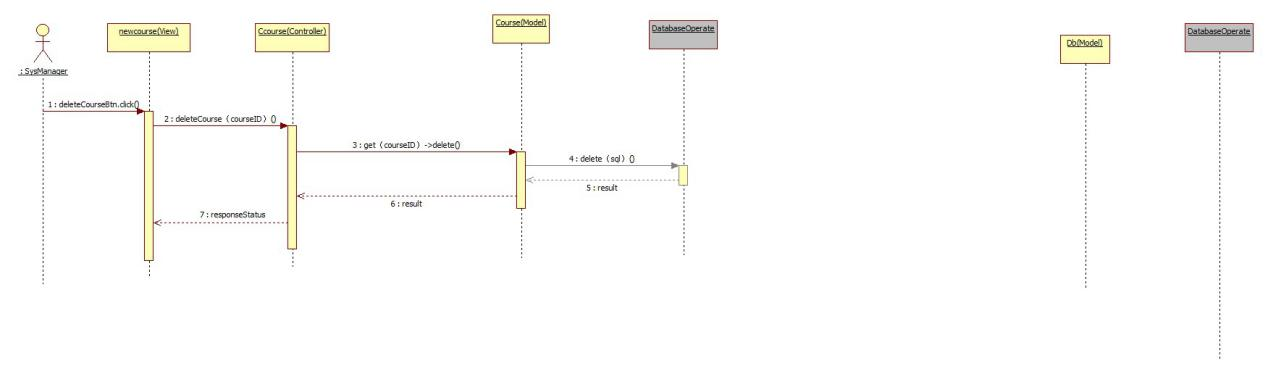 : SysManager
newcourse(View)
Ccourse(Controller)
Course(Model)
DatabaseOperate
Db(Model)
DatabaseOperate
1 : deleteCourseBtn.click()
2 : deleteCourse（courseID）()
3 : get（courseID）->delete()
4 : delete（sql）()
5 : result
6 : result
7 : responseStatus